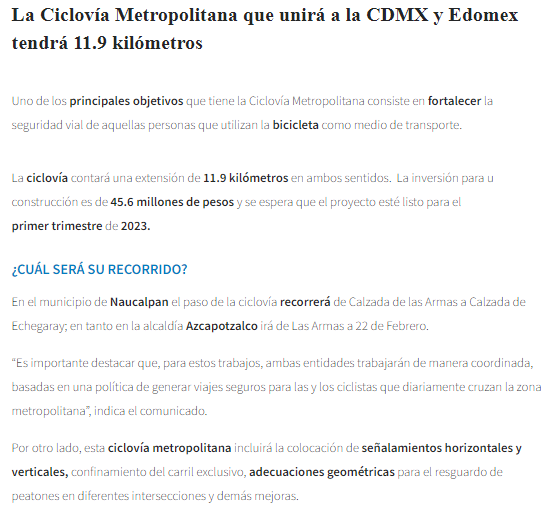 La Ciclovía Metropolitana que unirá a la CDMX y Edomex
tendrá 11.9 kilómetros
Uno de los principales objetivos que tiene la Ciclovía Metropolitana consiste en fortalecer la
seguridad vial de aquellas personas que utilizan la bicicleta como medio de transporte.
La ciclovía contará una extensión de 11.9 kilómetros en ambos sentidos. La inversión para u
construcción es de 45.6 millones de pesos y se espera que el proyecto esté listo para el
primer trimestre de 2023.
¿CUÁL SERÁ SU RECORRIDO?
En el municipio de Naucalpan el paso de la ciclovía recorrerá de Calzada de las Armas a Calzada de
Echegaray; en tanto en la alcaldía Azcapotzalco irá de Las Armas a 22 de Febrero.
“Es importante destacar que, para estos trabajos, ambas entidades trabajarán de manera coordinada,
basadas en una política de generar viajes seguros para las y los ciclistas que diariamente cruzan la zona
metropolitana”, indica el comunicado.
Por otro lado, esta ciclovía metropolitana incluirá la colocación de señalamientos horizontales y
verticales, confinamiento del carril exclusivo, adecuaciones geométricas para el resguardo de
peatones en diferentes intersecciones y demás mejoras.